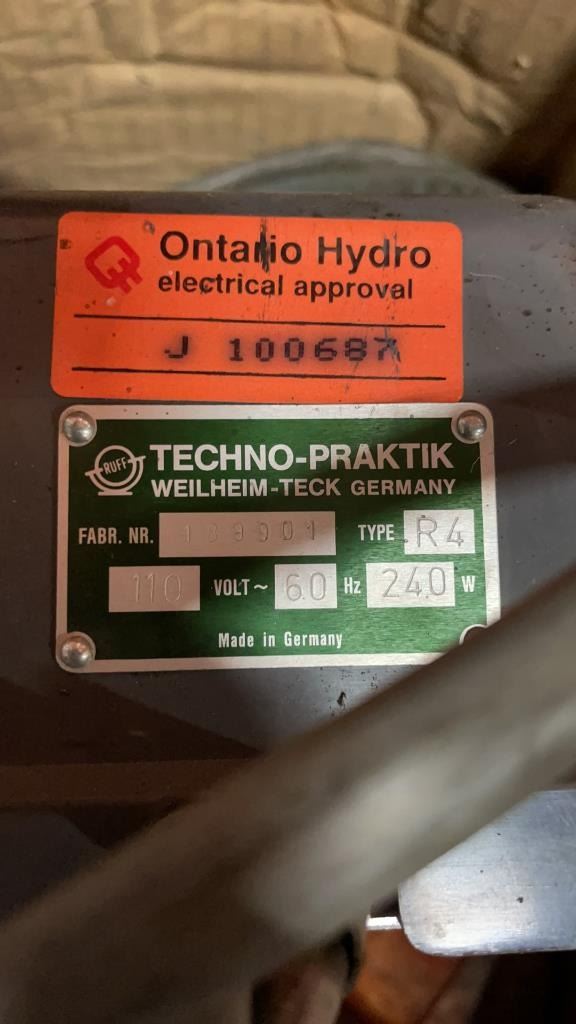 Ontario Hydro
electrical approval
J 100687
RUFF
TECHNO-PRAKTIK
WEILHEIM-TECK GERMANY
FABR. NR. 189901 TYPE R4
110 VOLT~ 60 Hz 240 W
Made in Germany